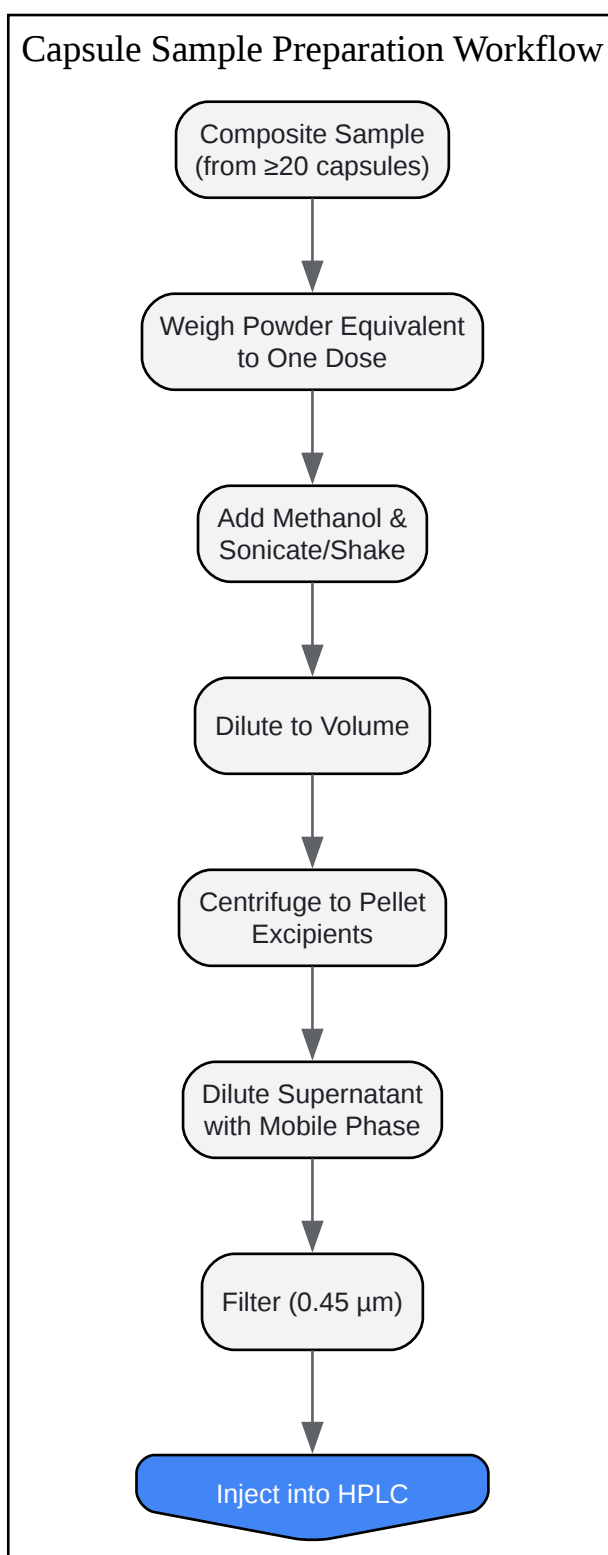 Capsule Sample Preparation Workflow
Composite Sample
(from ≥20 capsules)
Weigh Powder Equivalent
to One Dose
Add Methanol &
Sonicate/Shake
Dilute to Volume
Centrifuge to Pellet
Excipients
Dilute Supernatant
with Mobile Phase
Filter (0.45 µm)
Inject into HPLC